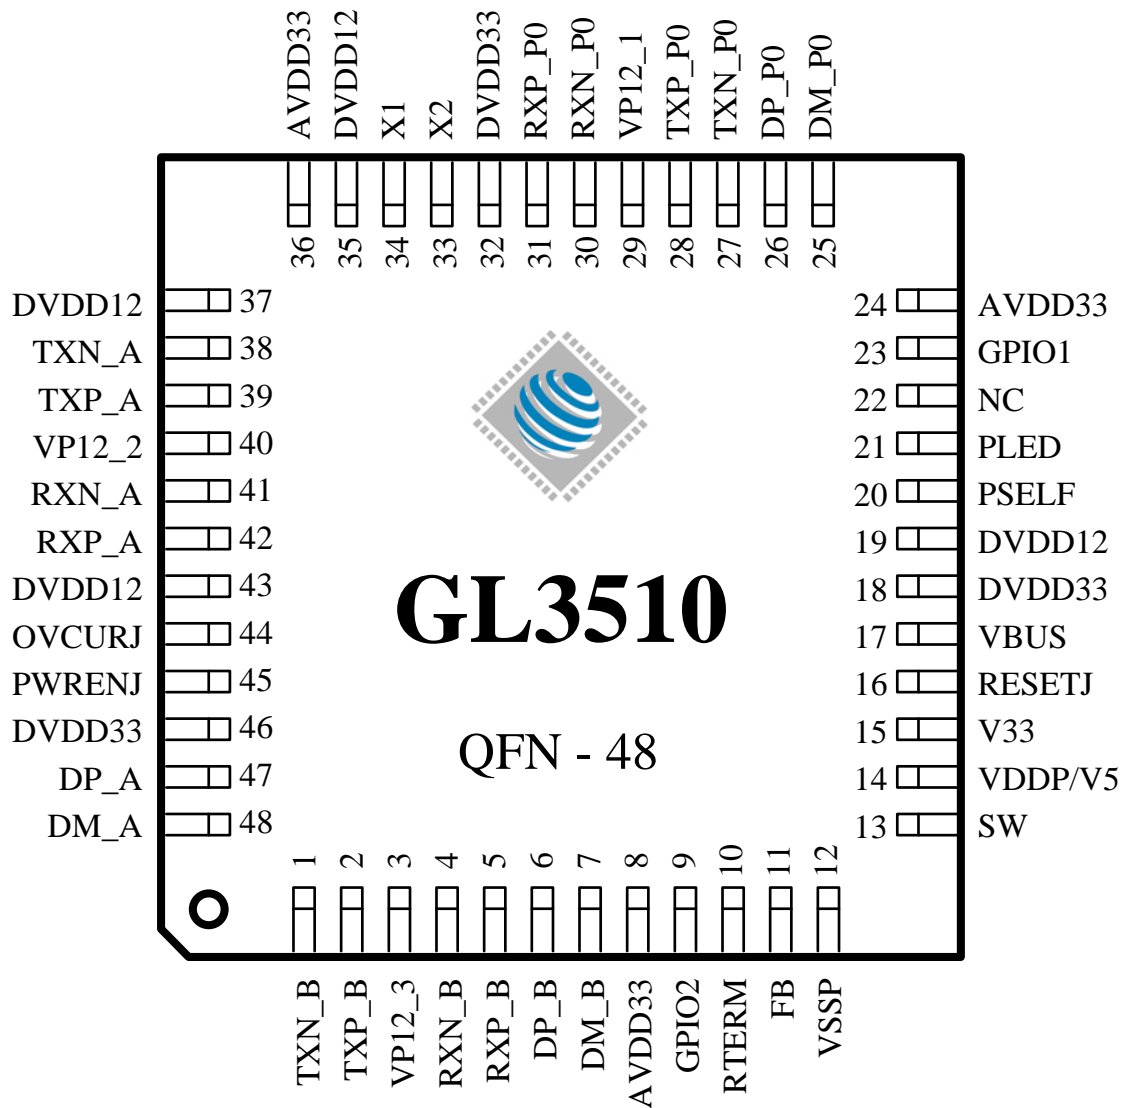 AVDD33
DVDD12
X1
X2
DVDD33
RXP_P0
RXN_P0
VP12_1
TXP_P0
TXN_P0
DP_P0
DM_P0
36
35
34
33
32
31
30
29
28
27
26
25
DVDD12 37
TXN_A 38
TXP_A 39
VP12_2 40
RXN_A 41
RXP_A 42
DVDD12 43
OVCURJ 44
PWRENJ 45
DVDD33 46
DP_A 47
DM_A 48
24 AVDD33
23 GPIO1
22 NC
21 PLED
20 PSELF
19 DVDD12
18 DVDD33
17 VBUS
16 RESETJ
15 V33
14 VDDP/V5
13 SW
GL3510
QFN - 48
1
2
3
4
5
6
7
8
9
10
11
12
TXN_B
TXP_B
VP12_3
RXN_B
RXP_B
DP_B
DM_B
AVDD33
GPIO2
RTERM
FB
VSSP